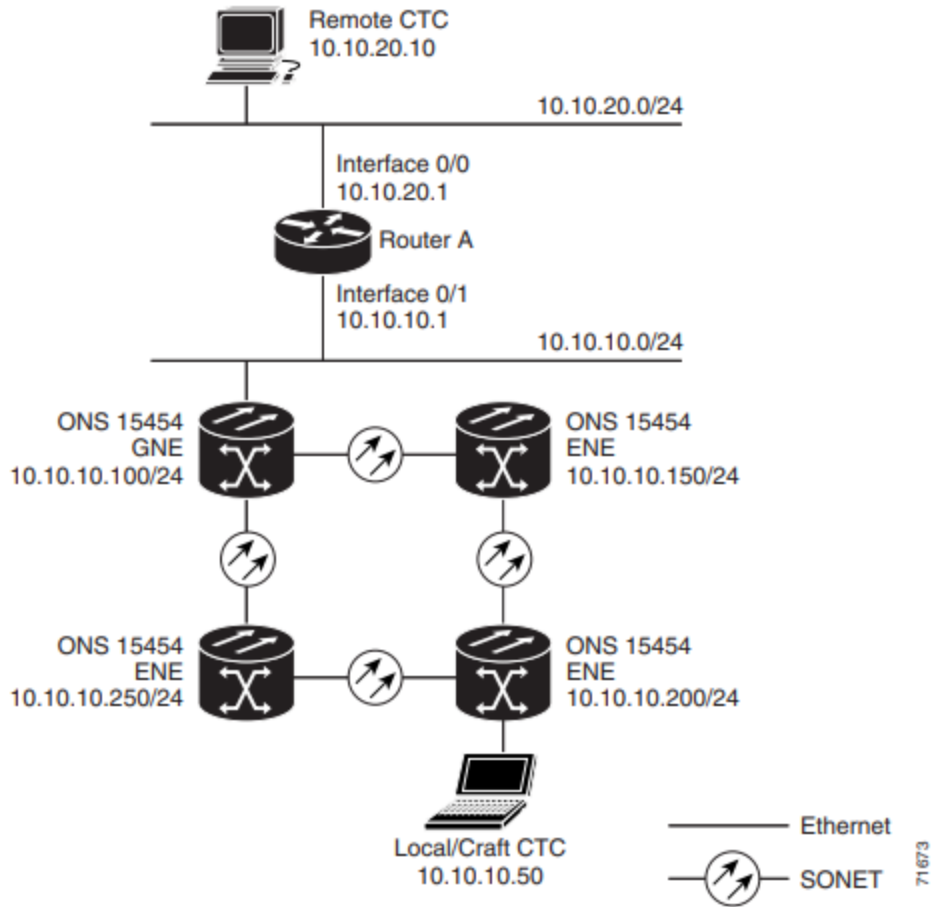 Remote CTC
10.10.20.10
10.10.20.0/24
Interface 0/0
10.10.20.1
Router A
Interface 0/1
10.10.10.1
10.10.10.0/24
ONS 15454
GNE
10.10.10.100/24
ONS 15454
ENE
10.10.10.150/24
ONS 15454
ENE
10.10.10.250/24
ONS 15454
ENE
10.10.10.200/24
Local/Craft CTC
10.10.10.50
Ethernet
SONET
71673